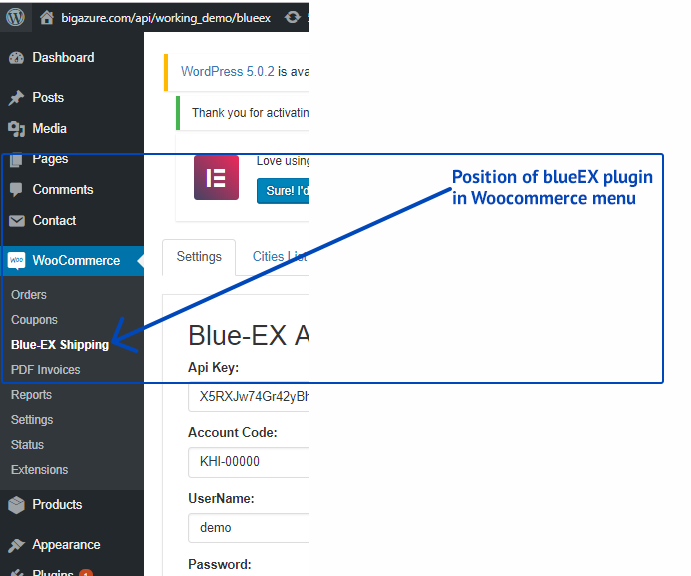 bigazure.com/api/working_demo/blueex
Dashboard
Posts
Media
Pages
Comments
Contact
WOO
WooCommerce
Orders
Coupons
Blue-EX Shipping
PDF Invoices
Reports
Settings
Status
Extensions
Products
Appearance
Plugins 1
WordPress 5.0.2 is ava
Thank you for activatin
Love using
Sure! I'd
Settings
Cities List
Blue-EX A
Api Key:
X5RXJw74Gr42yBh
Account Code:
KHI-00000
UserName:
demo
Password:
Position of blueEX plugin
in Woocommerce menu